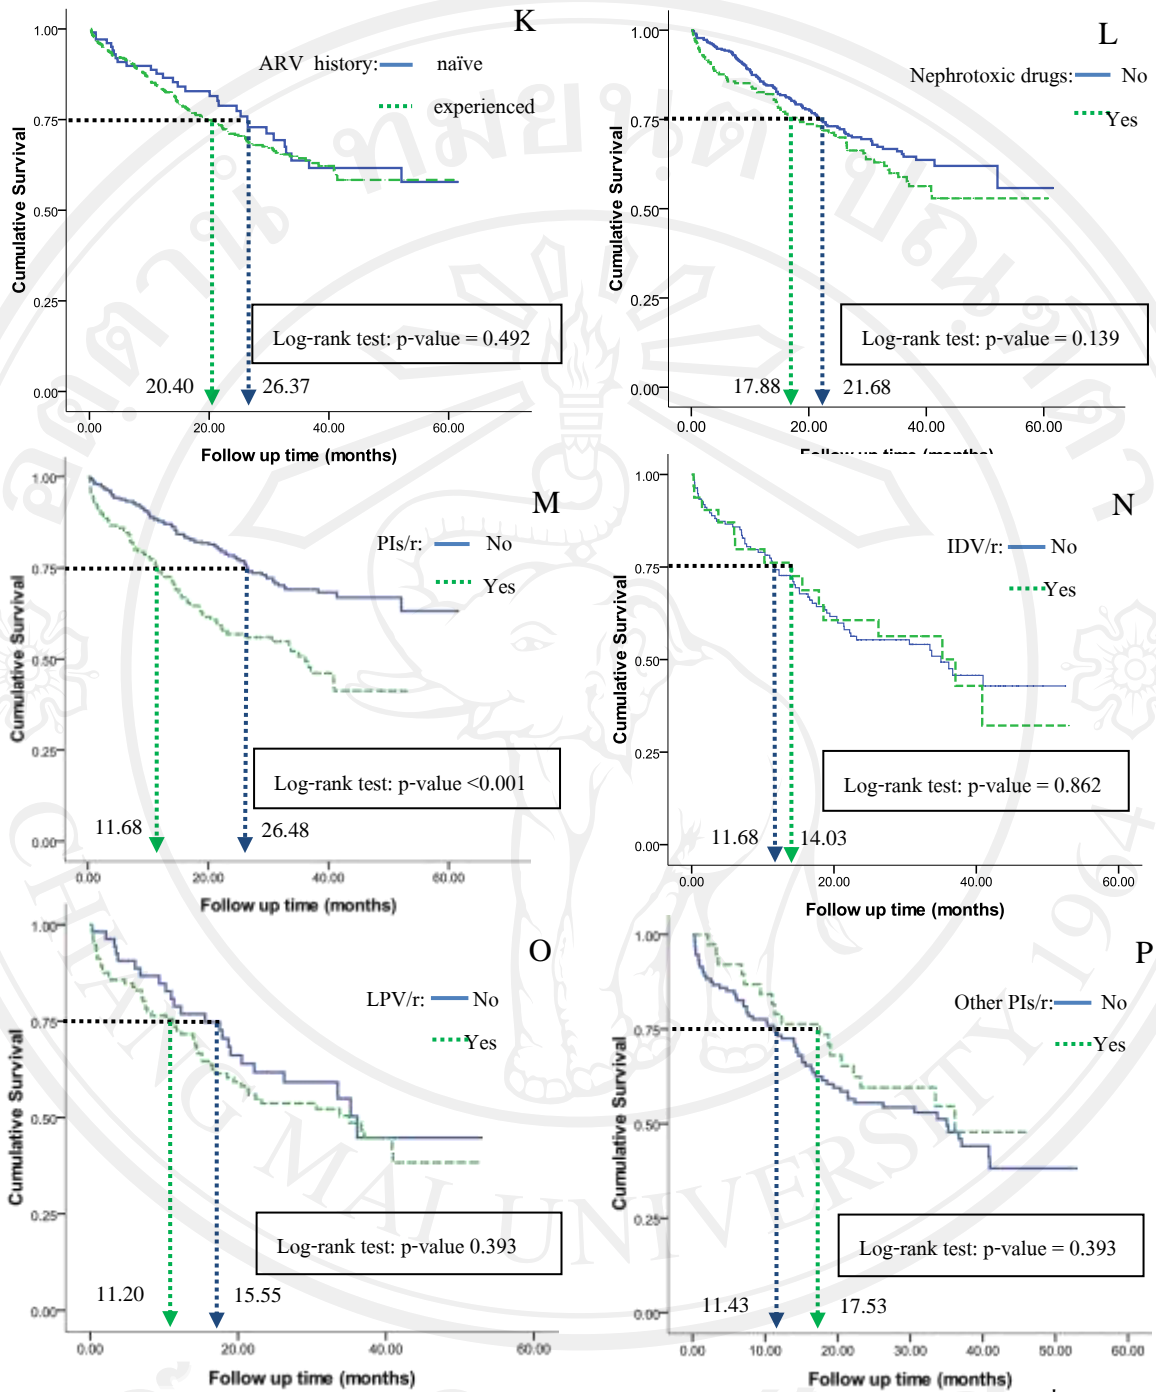 K
1.00
0.75
0.50
0.25
0.00
Cumulative Survival
ARV history: naïve
experienced
Log-rank test: p-value = 0.492
20.40 26.37
0.00 20.00 40.00 60.00
Follow up time (months)
L
1.00
0.75
0.50
0.25
0.00
Cumulative Survival
Nephrotoxic drugs: No
Yes
Log-rank test: p-value = 0.139
17.88 21.68
0.00 20.00 40.00 60.00
Follow up time (months)
M
1.00
0.75
0.50
0.25
0.00
Cumulative Survival
PIs/r: No
Yes
Log-rank test: p-value <0.001
11.68 26.48
0.00 20.00 40.00 60.00
Follow up time (months)
N
1.00
0.75
0.50
0.25
0.00
Cumulative Survival
IDV/r: No
Yes
Log-rank test: p-value = 0.862
11.68 14.03
0.00 20.00 40.00 60.00
Follow up time (months)
O
1.00
0.75
0.50
0.25
0.00
Cumulative Survival
LPV/r: No
Yes
Log-rank test: p-value 0.393
11.20 15.55
0.00 20.00 40.00 60.00
Follow up time (months)
P
1.00
0.75
0.50
0.25
0.00
Cumulative Survival
Other PIs/r: No
Yes
Log-rank test: p-value = 0.393
11.43 17.53
0.00 10.00 20.00 30.00 40.00 50.00 60.00
Follow up time (months)
CHIANG MAI UNIVERSITY 1964